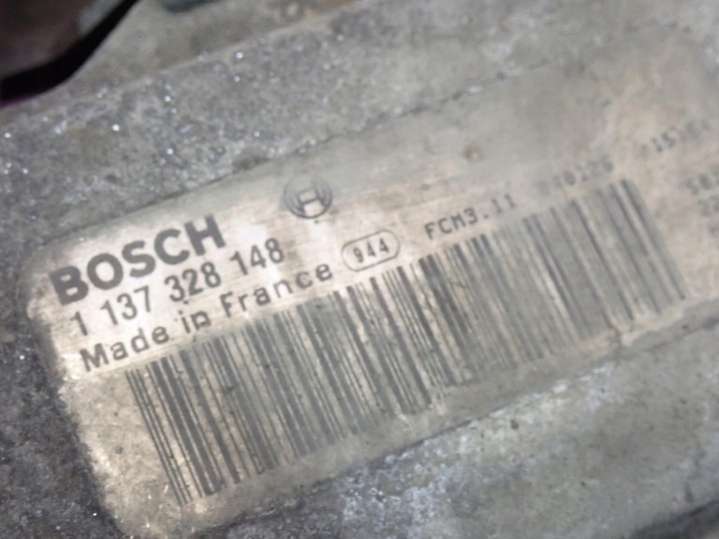 BOSCH
1 137 328 148
Made in France
944
FCM3.11